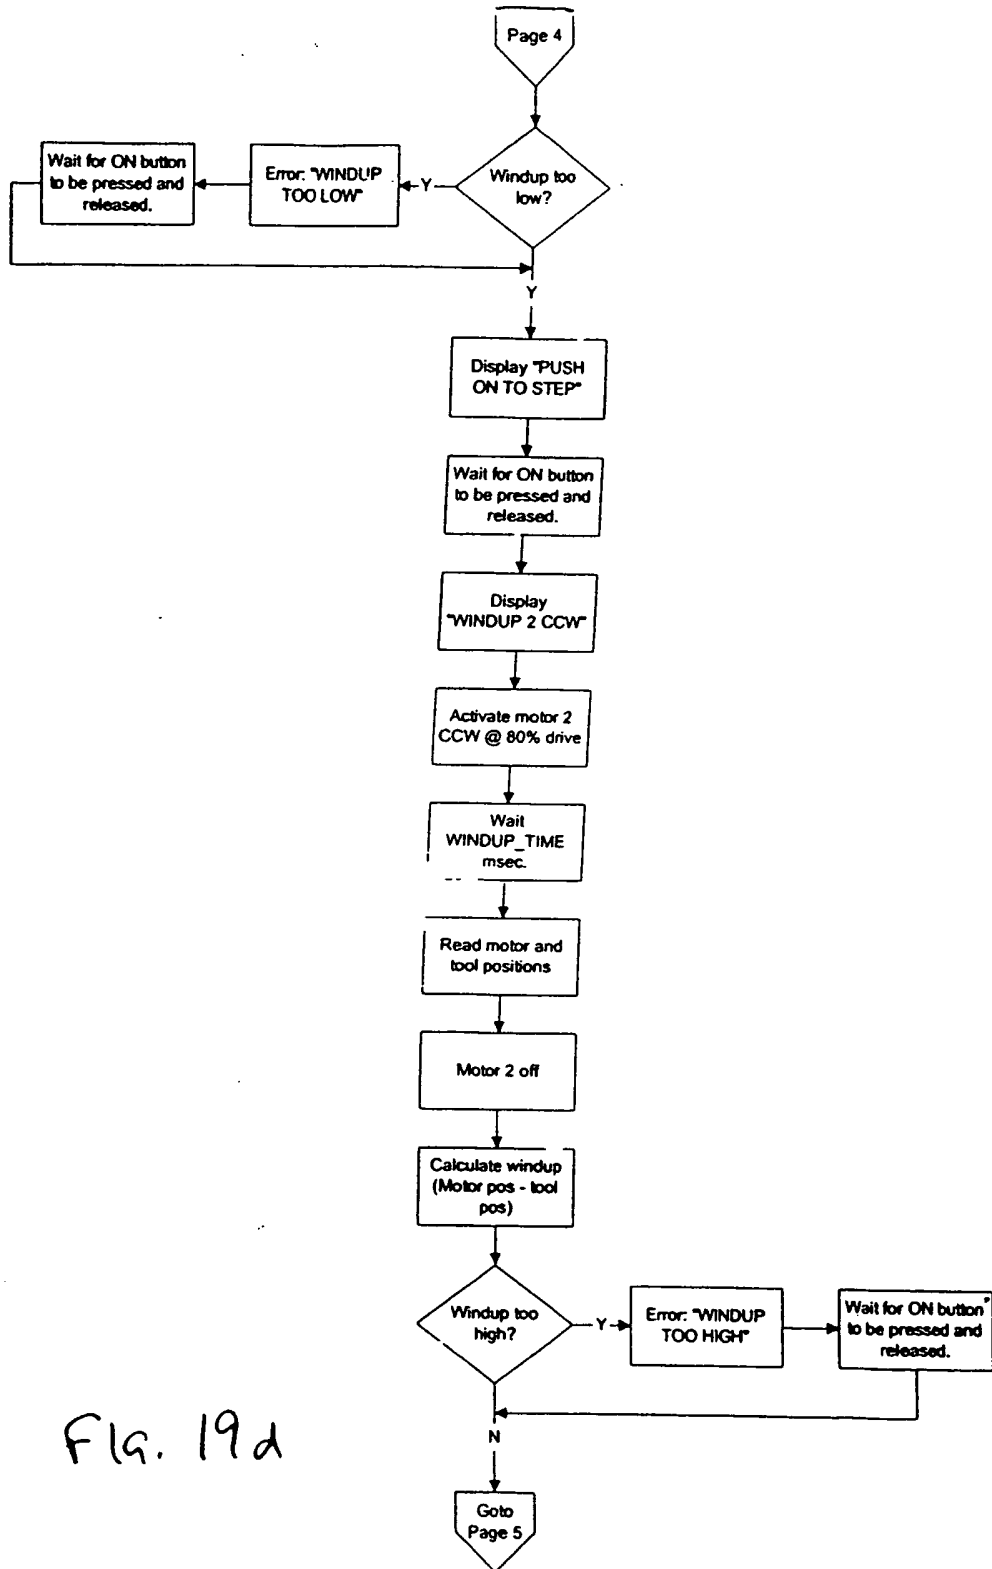 Page 4
Windup too
low?
Y
Error: "WINDUP
TOO LOW"
Wait for ON button
to be pressed and
released.
Y
Display "PUSH
ON TO STEP"
Wait for ON button
to be pressed and
released.
Display
"WINDUP 2 CCW"
Activate motor 2
CCW @ 80% drive
Wait
WINDUP_TIME
msec.
Read motor and
tool positions
Motor 2 off
Calculate windup
(Motor pos - tool
pos)
Windup too
high?
Y
Error: "WINDUP
TOO HIGH"
Wait for ON button
to be pressed and
released.
N
Goto
Page 5
FIG. 19d